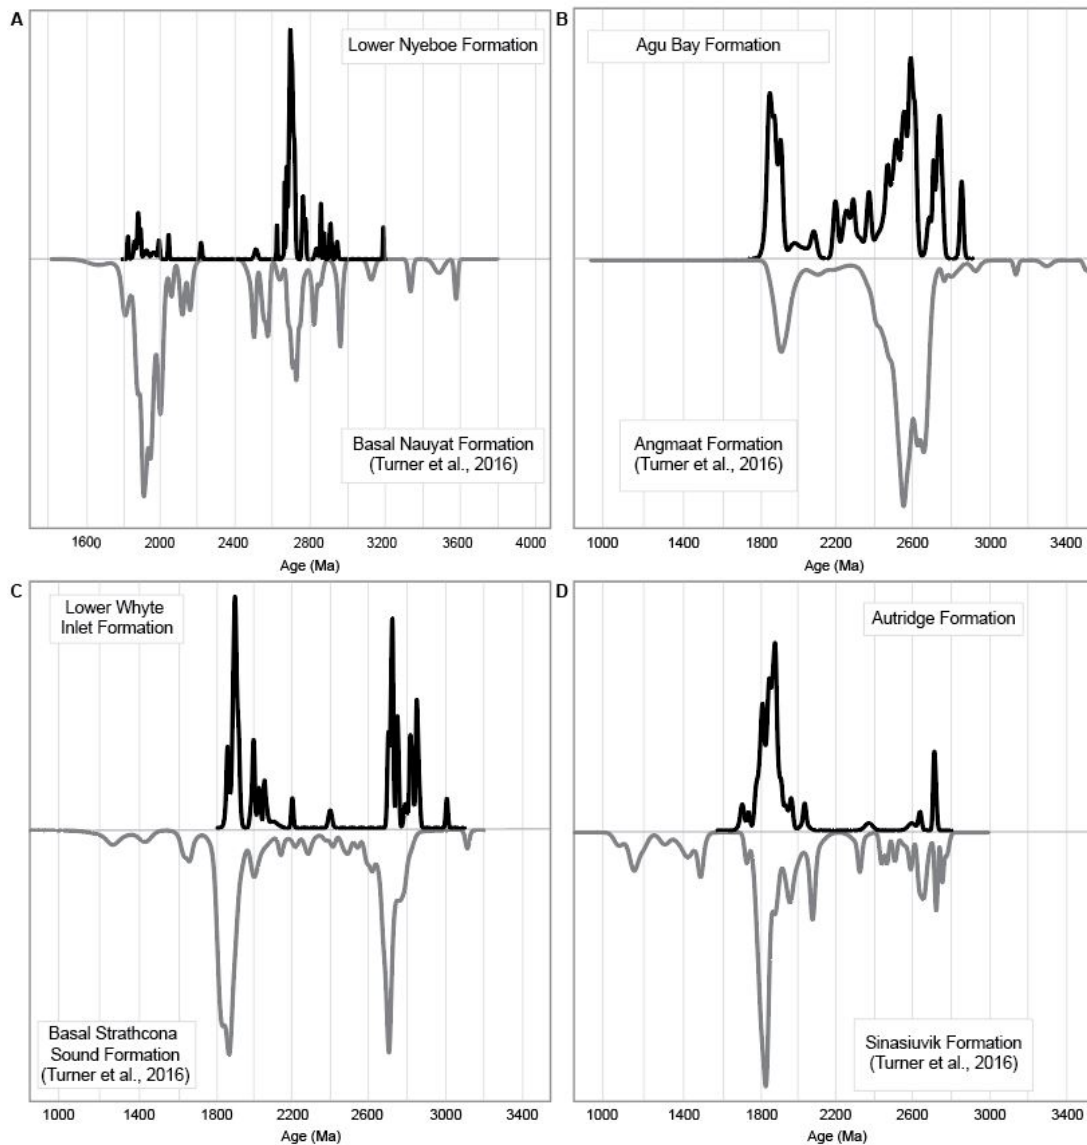 A
Lower Nyeboe Formation
Basal Nauyat Formation
(Turner et al., 2016)
1600 2000 2400 2800 3200 3600 4000
Age (Ma)
B
Agu Bay Formation
Angmaat Formation
(Turner et al., 2016)
1000 1400 1800 2200 2600 3000 3400
Age (Ma)
C
Lower Whyte
Inlet Formation
Basal Strathcona
Sound Formation
(Turner et al., 2016)
1000 1400 1800 2200 2600 3000 3400
Age (Ma)
D
Autridge Formation
Sinasiuvik Formation
(Turner et al., 2016)
1000 1400 1800 2200 2600 3000 3400
Age (Ma)